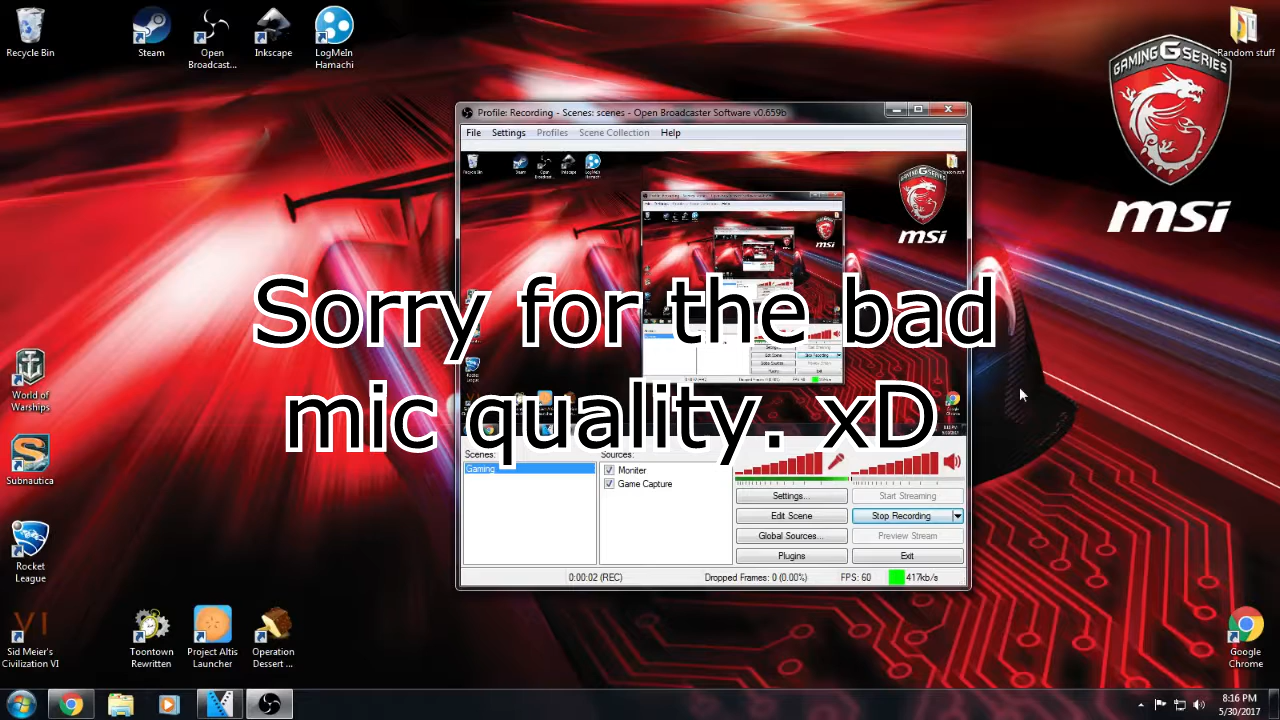 Recycle Bin
Steam
Open
Broadcast...
Inkscape
LogMeIn
Hamachi
Random stuff
GAMING G SERIES
msi
Profile: Recording - Scenes: scenes - Open Broadcaster Software v0.659b
File Settings Profiles Scene Collection Help
msi
msi
Sorry for the bad
mic quality. xD
World of
Warships
Subnautica
Rocket
League
Scenes:
Gaming
Sources:
Moniter
Game Capture
Settings...
Start Streaming
Edit Scene
Stop Recording
Global Sources...
Preview Stream
Plugins
Exit
0:00:02 (REC)
Dropped Frames: 0 (0.00%)
FPS: 60
417kb/s
VI
Sid Meier's
Civilization VI
Toontown
Rewritten
Project Altis
Launcher
Operation
Dessert ...
Google
Chrome
8:16 PM
5/30/2017